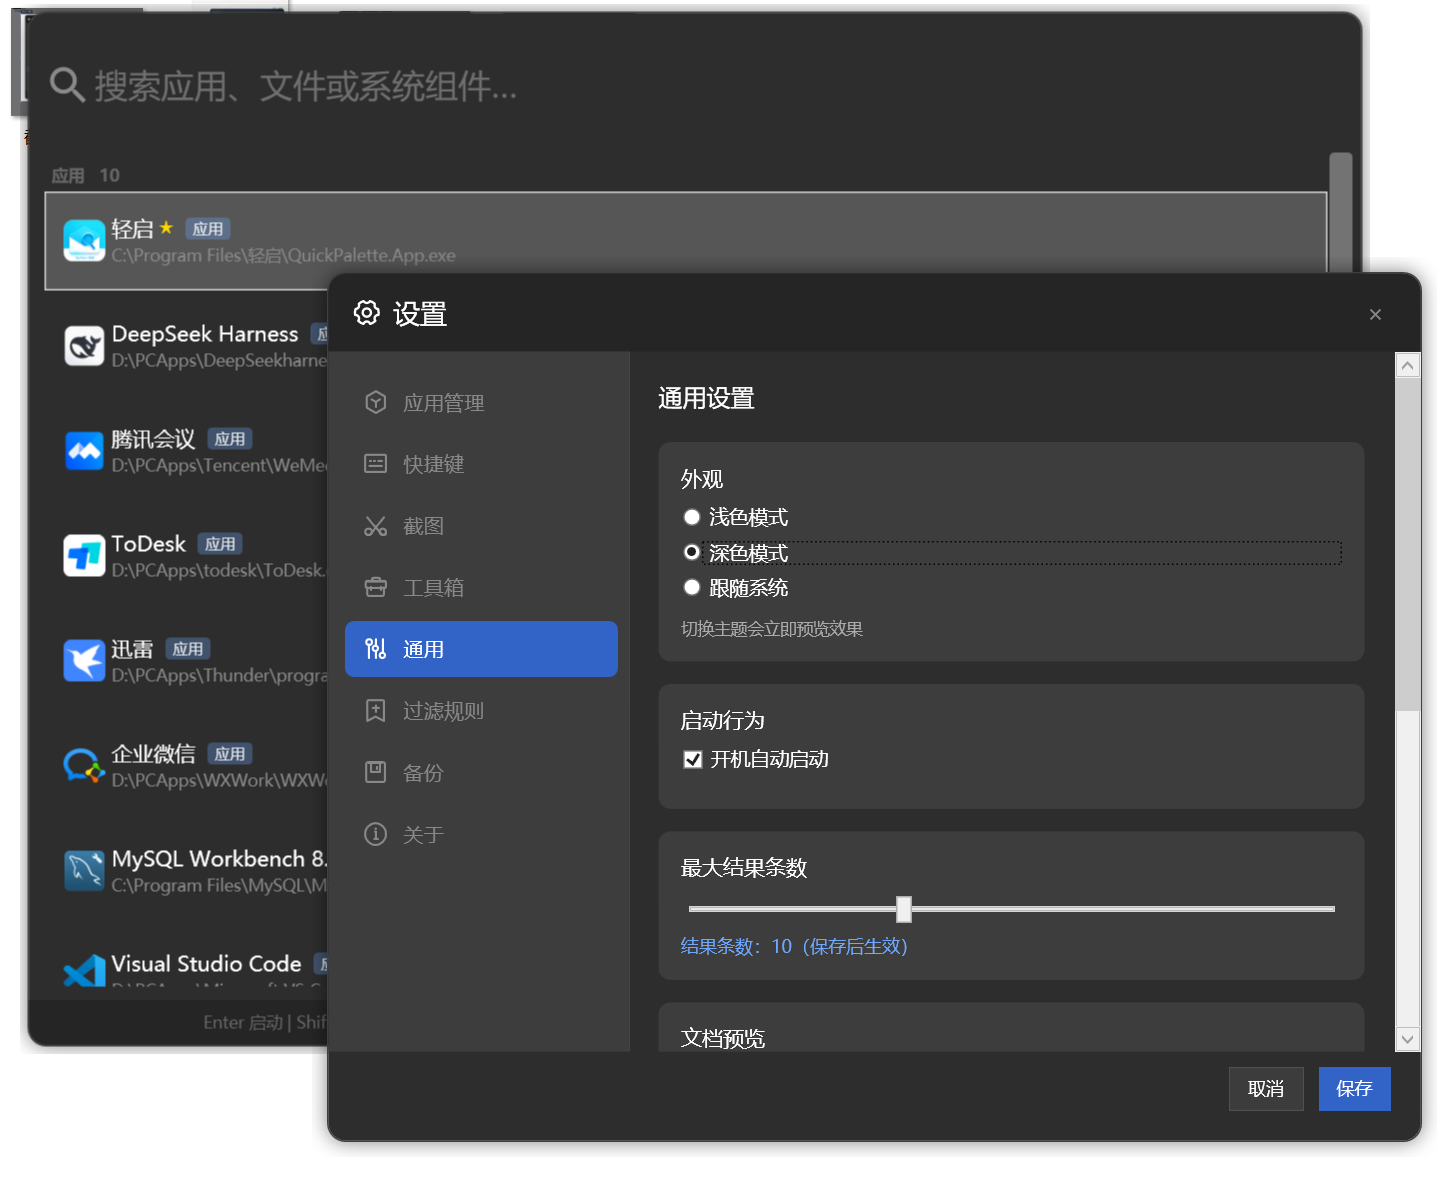 搜索应用、文件或系统组件...
应用 10
轻启 ★ 应用
C:\Program Files\轻启\QuickPalette.App.exe
DeepSeek Harness
D:\PCApps\DeepSeekharne
腾讯会议 应用
D:\PCApps\Tencent\WeMe
ToDesk 应用
D:\PCApps\todesk\ToDesk.
迅雷 应用
D:\PCApps\Thunder\progra
企业微信 应用
D:\PCApps\WXWork\WXW
MySQL Workbench 8.
C:\Program Files\MySQL\M
Visual Studio Code
Enter 启动 | Shif
设置
应用管理
快捷键
截图
工具箱
通用
过滤规则
备份
关于
通用设置
外观
浅色模式
深色模式
跟随系统
切换主题会立即预览效果
启动行为
开机自动启动
最大结果条数
结果条数：10（保存后生效）
文档预览
取消
保存